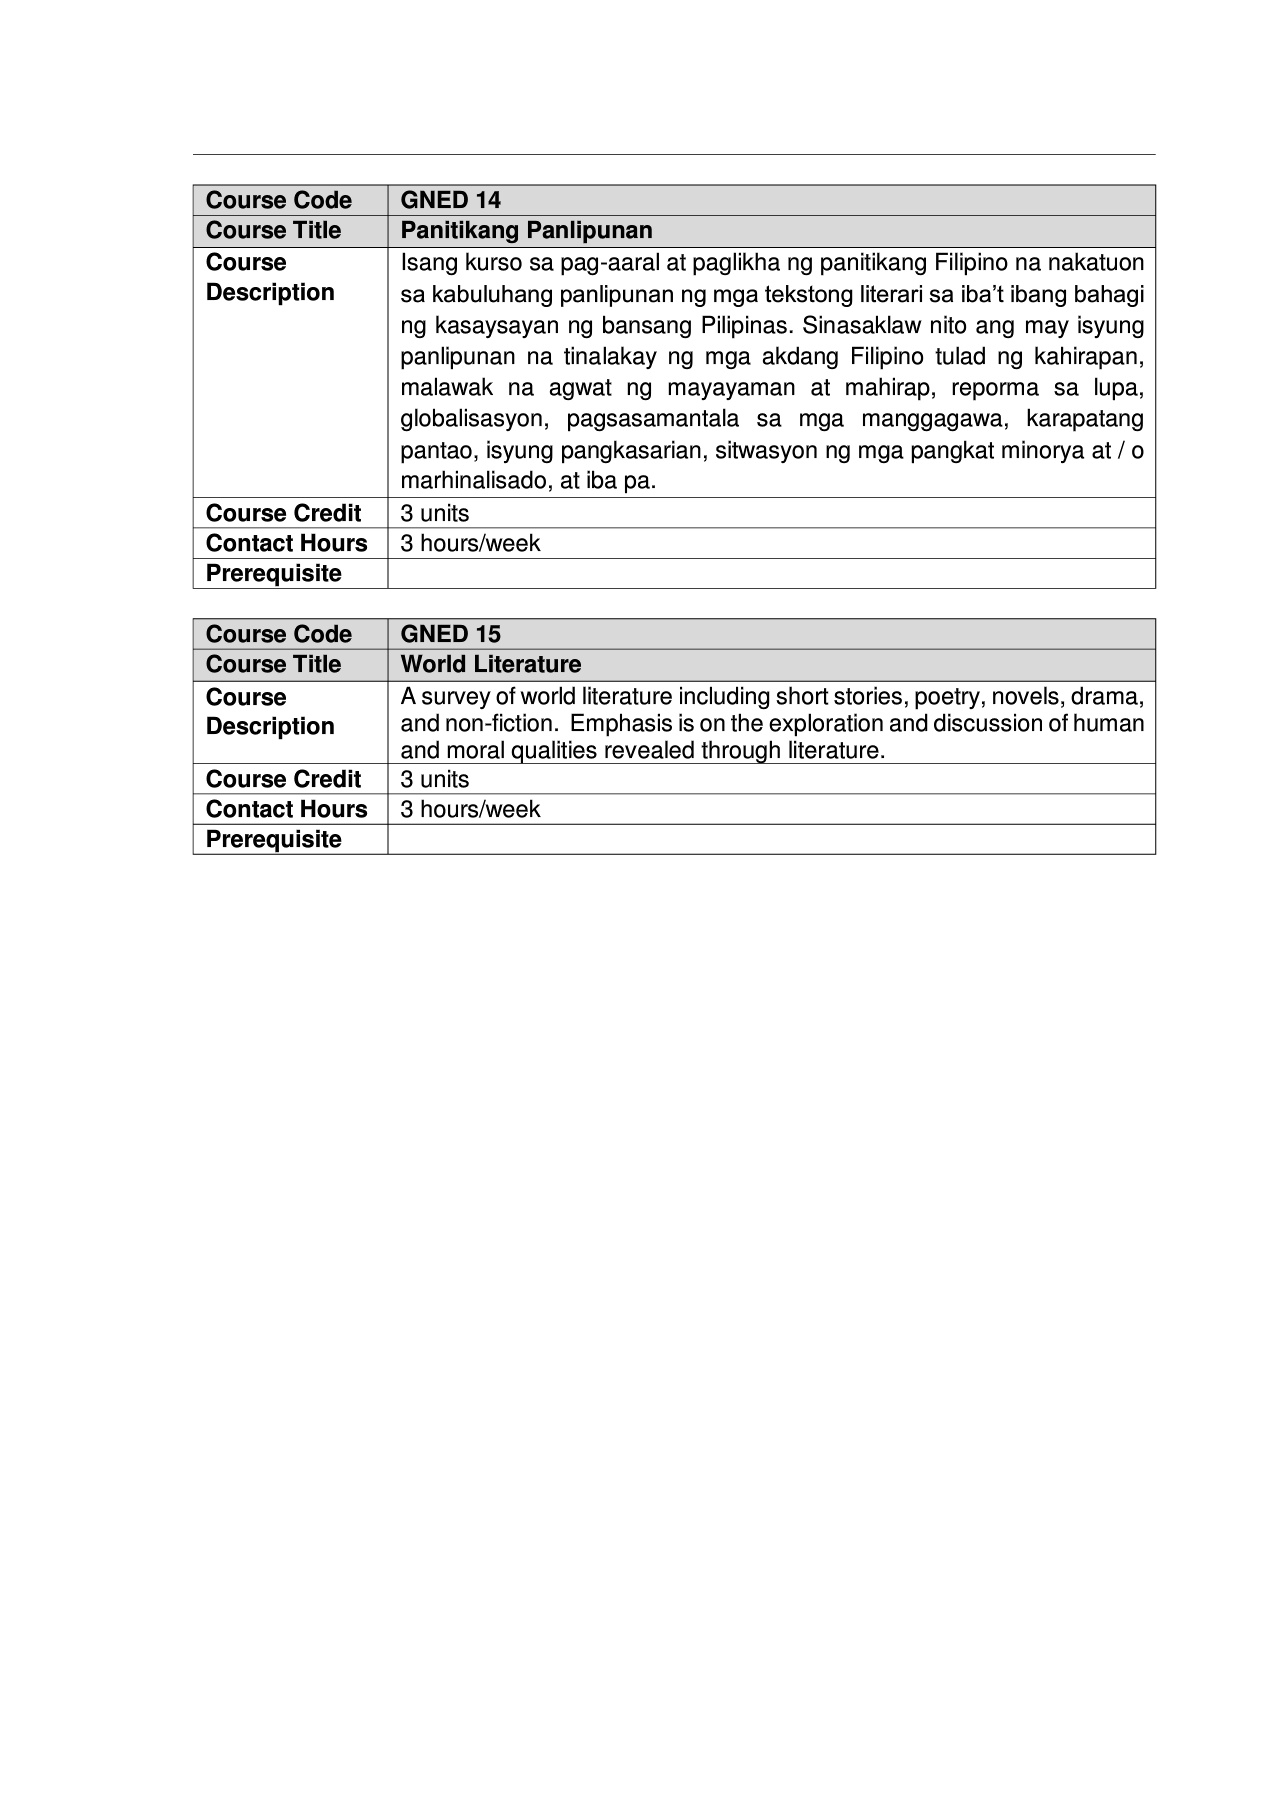 Course Code GNED 14
Course Title Panitikang Panlipunan
Course Description
Isang kurso sa pag-aaral at paglikha ng panitikang Filipino na nakatuon
sa kabuluhang panlipunan ng mga tekstong literari sa iba’t ibang bahagi
ng kasaysayan ng bansang Pilipinas. Sinasaklaw nito ang may isyung
panlipunan na tinalakay ng mga akdang Filipino tulad ng kahirapan,
malawak na agwat ng mayayaman at mahirap, reporma sa lupa,
globalisasyon, pagsasamantala sa mga manggagawa, karapatang
pantao, isyung pangkasarian, sitwasyon ng mga pangkat minorya at / o
marhinalisado, at iba pa.
Course Credit 3 units
Contact Hours 3 hours/week
Prerequisite
Course Code GNED 15
Course Title World Literature
Course Description
A survey of world literature including short stories, poetry, novels, drama,
and non-fiction.  Emphasis is on the exploration and discussion of human
and moral qualities revealed through literature.
Course Credit 3 units
Contact Hours 3 hours/week
Prerequisite